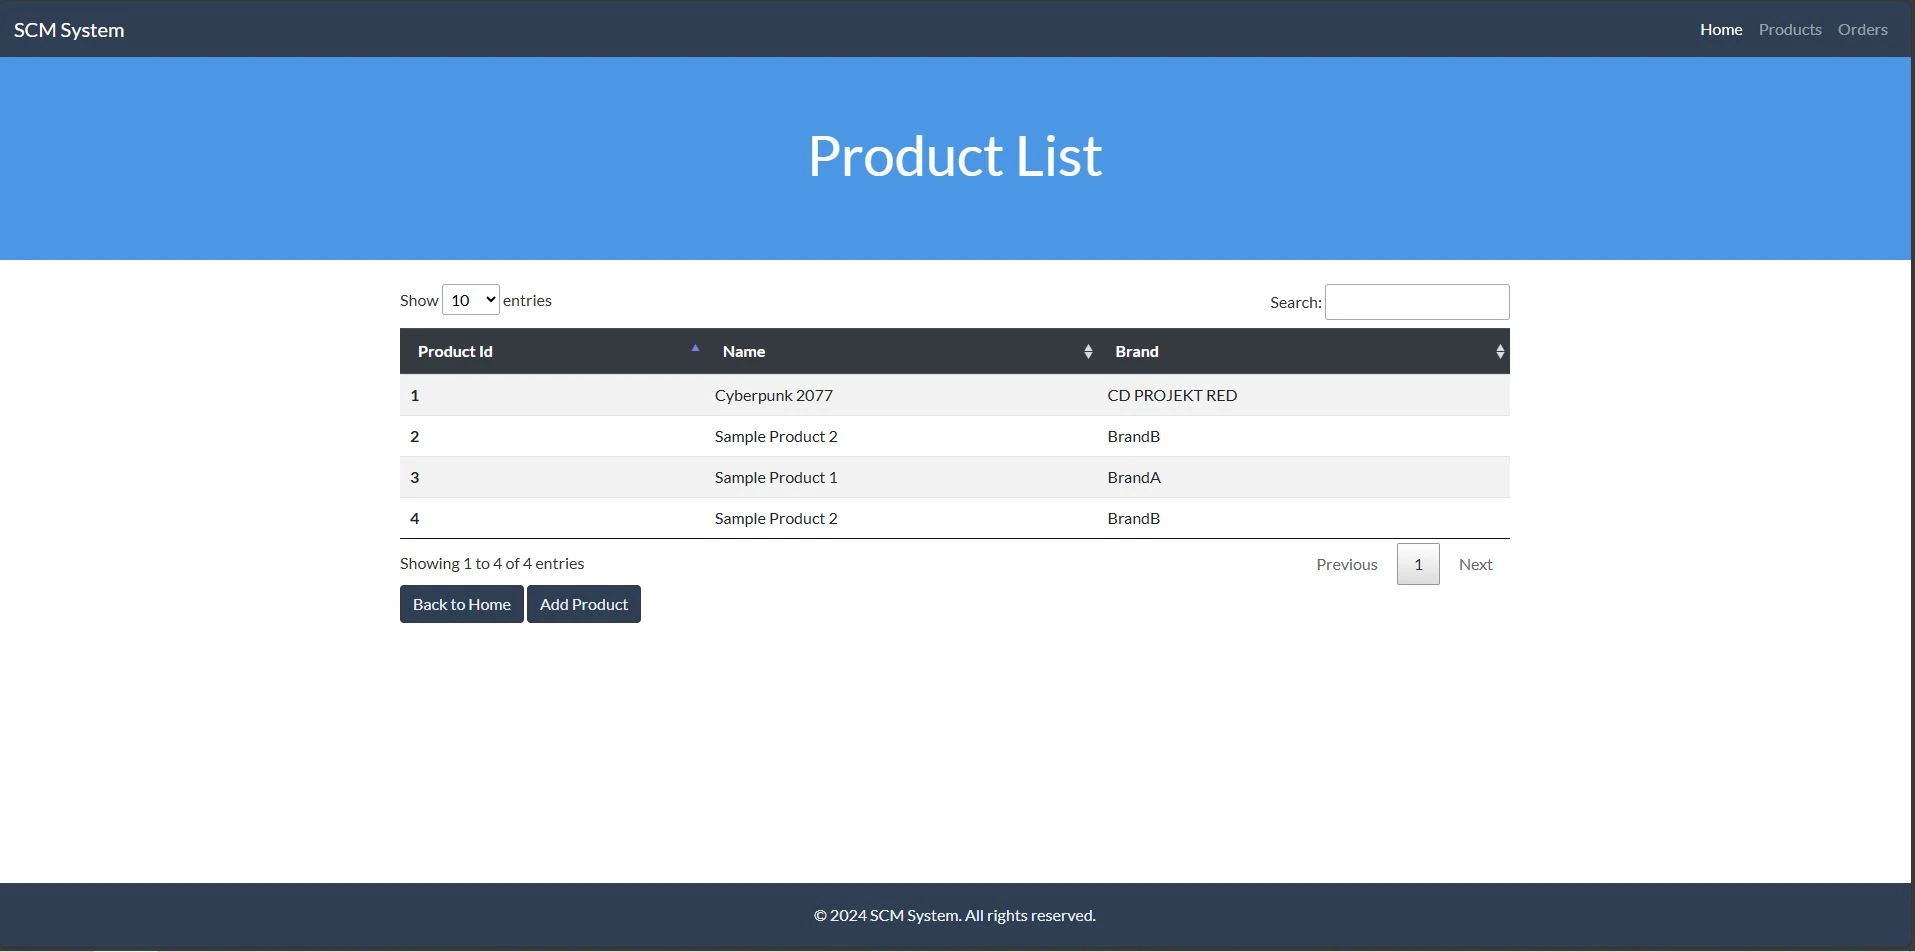 SCM System Home Products Orders
Product List
Show 10 entries Search:
Product Id Name Brand
1 Cyberpunk 2077 CD PROJEKT RED
2 Sample Product 2 BrandB
3 Sample Product 1 BrandA
4 Sample Product 2 BrandB
Showing 1 to 4 of 4 entries Previous 1 Next
Back to Home Add Product
© 2024 SCM System. All rights reserved.